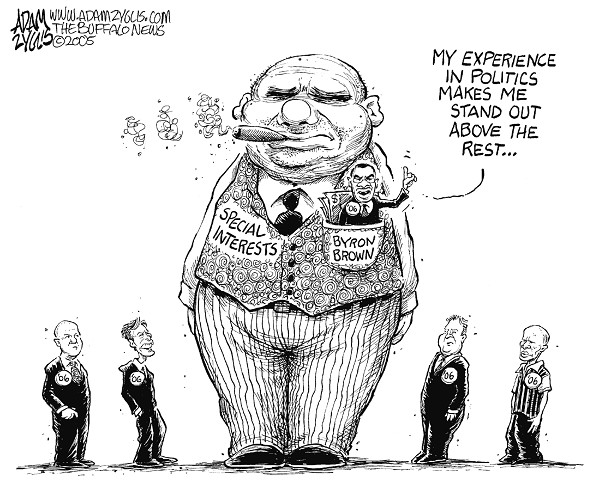 ADAM
ZYGLIS
WWW.ADAMZYGLIS.COM
THE BUFFALO NEWS
©2005
MY EXPERIENCE
IN POLITICS
MAKES ME
STAND OUT
ABOVE THE
REST...
$
06
SPECIAL
INTERESTS
BYRON
BROWN
06
06
06
06